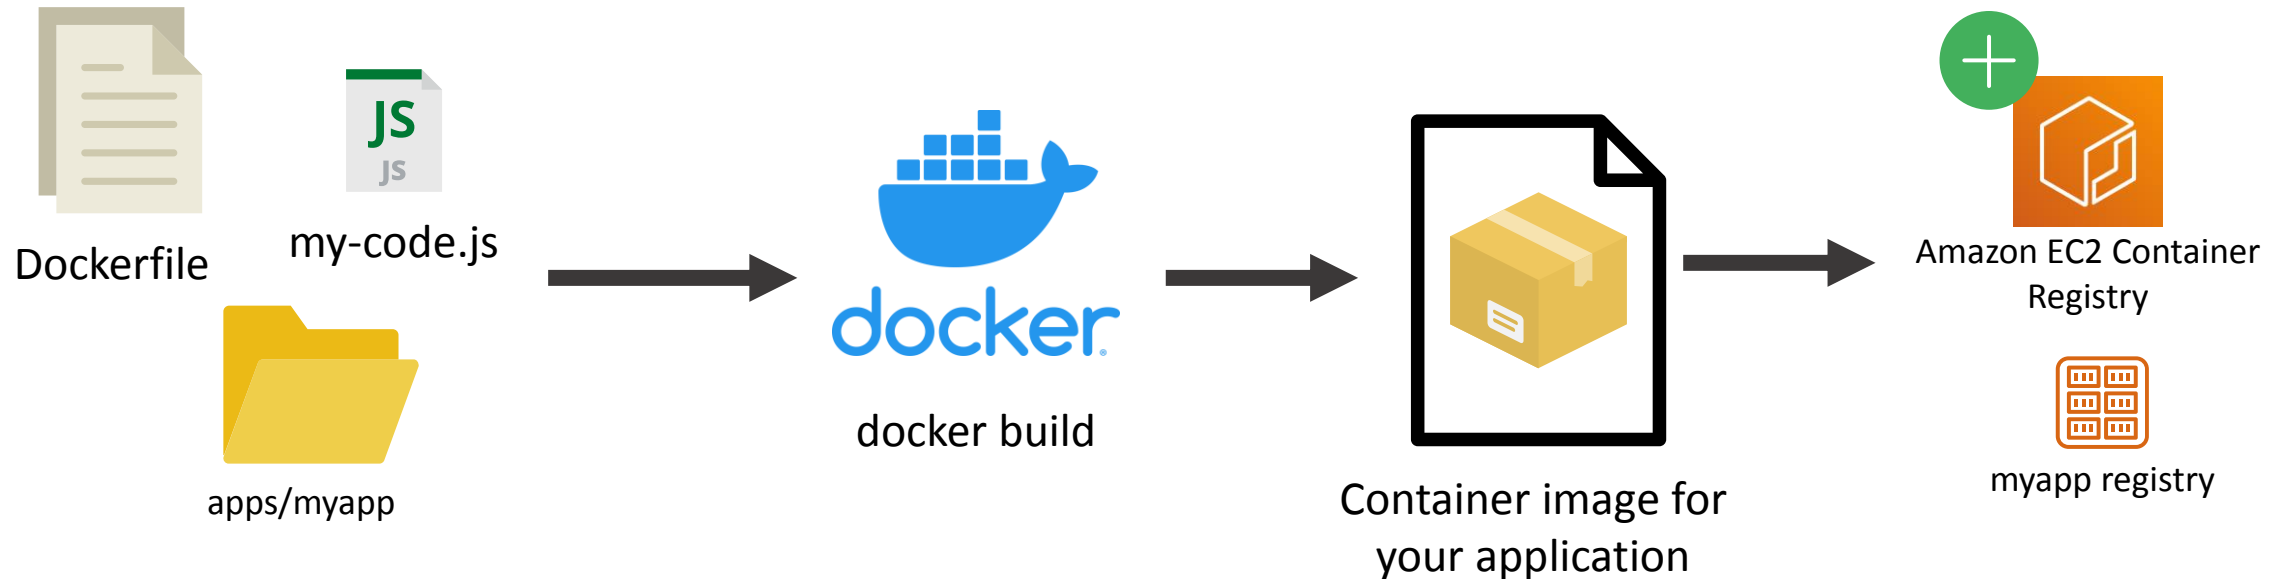 Dockerfile
JS
JS
my-code.js
apps/myapp
docker
docker build
Container image for
your application
Amazon EC2 Container
Registry
myapp registry